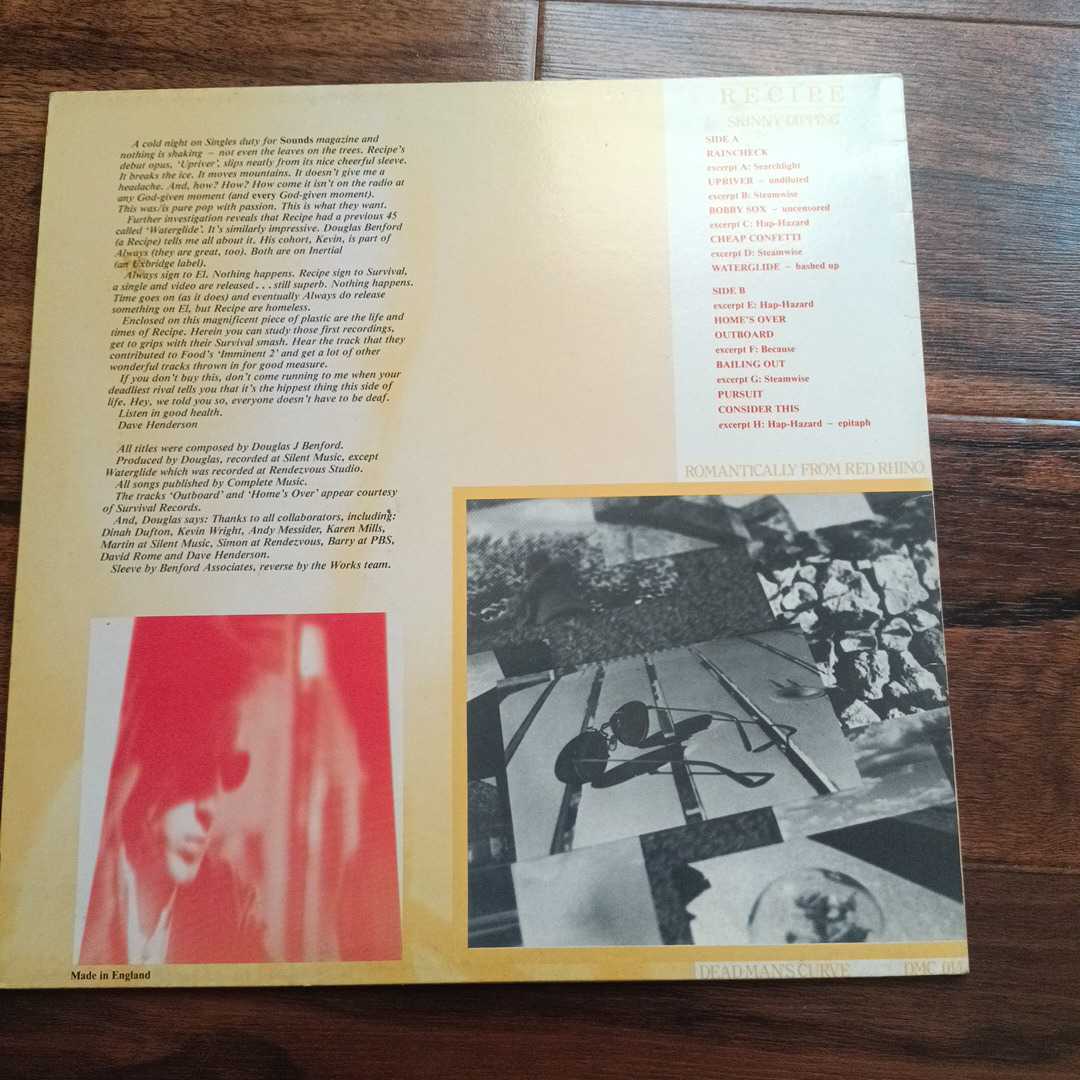 A cold night on Singles duty for Sounds magazine and
nothing is shaking – not even the leaves on the trees. Recipe's
debut opus, 'Upriver', slips neatly from its nice cheerful sleeve.
It breaks the ice. It moves mountains. It doesn't give me a
headache. And, how? How? How come it isn't on the radio at
any God-given moment (and every God-given moment).
This was/is pure pop with passion. This is what they want.
Further investigation reveals that Recipe had a previous 45
called 'Waterglide'. It's similarly impressive. Douglas Benford
(a Recipe) tells me all about it. His cohort, Kevin, is part of
Always (they are great, too). Both are on Inertial
(an Uxbridge label).
Always sign to El. Nothing happens. Recipe sign to Survival,
a single and video are released . . . still superb. Nothing happens.
Time goes on (as it does) and eventually Always do release
something on El, but Recipe are homeless.
Enclosed on this magnificent piece of plastic are the life and
times of Recipe. Herein you can study those first recordings,
get to grips with their Survival smash. Hear the track that they
contributed to Food's 'Imminent 2' and get a lot of other
wonderful tracks thrown in for good measure.
If you don't buy this, don't come running to me when your
deadliest rival tells you that it's the hippest thing this side of
life. Hey, we told you so, everyone doesn't have to be deaf.
Listen in good health.
Dave Henderson
All titles were composed by Douglas J Benford.
Produced by Douglas, recorded at Silent Music, except
Waterglide which was recorded at Rendezvous Studio.
All songs published by Complete Music.
The tracks 'Outboard' and 'Home's Over' appear courtesy
of Survival Records.
And, Douglas says: Thanks to all collaborators, including:
Dinah Dufton, Kevin Wright, Andy Messider, Karen Mills,
Martin at Silent Music, Simon at Rendezvous, Barry at PBS,
David Rome and Dave Henderson.
Sleeve by Benford Associates, reverse by the Works team.
Made in England
RECIPE
SKINNY DIPPING
SIDE A
RAINCHECK
excerpt A: Searchlight
UPRIVER – undiluted
excerpt B: Steamwise
BOBBY SOX – uncensored
excerpt C: Hap-Hazard
CHEAP CONFETTI
excerpt D: Steamwise
WATERGLIDE – bashed up
SIDE B
excerpt E: Hap-Hazard
HOME'S OVER
OUTBOARD
excerpt F: Because
BAILING OUT
excerpt G: Steamwise
PURSUIT
CONSIDER THIS
excerpt H: Hap-Hazard – epitaph
ROMANTICALLY FROM RED RHINO
DEAD MAN'S CURVE
DMC